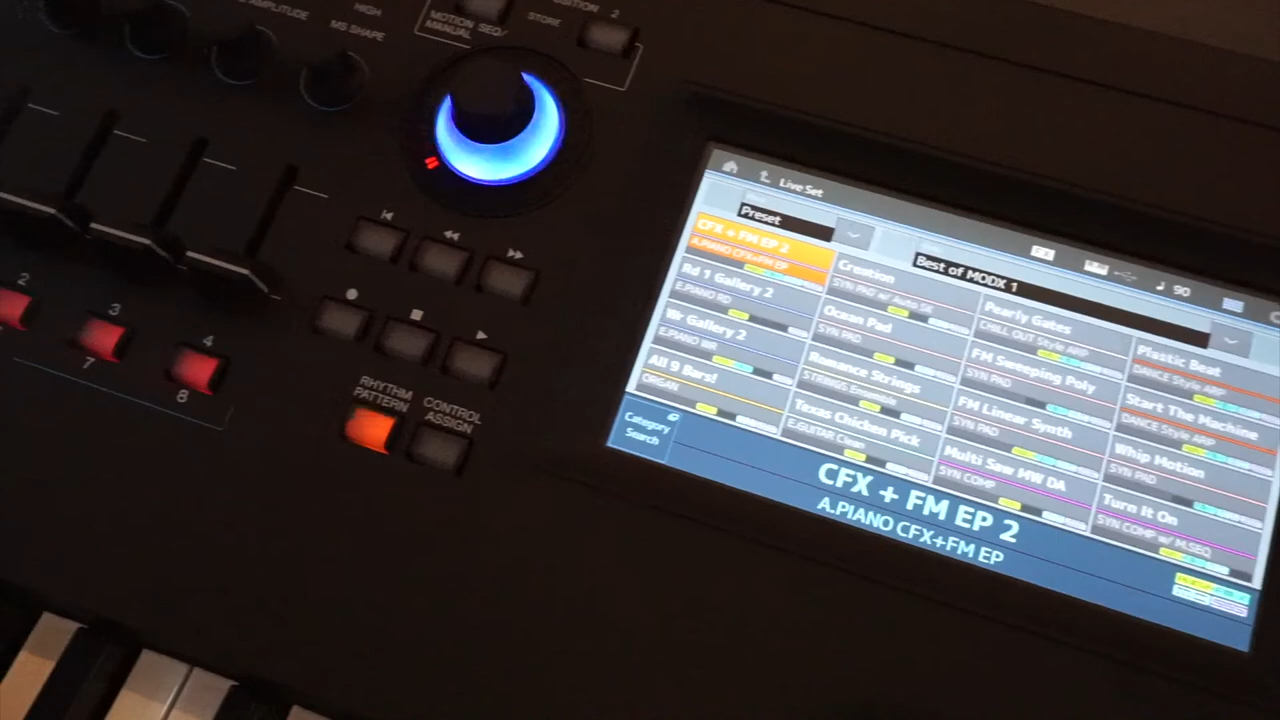 AMPLITUDE
HIGH
MS SHAPE
MOTION SEQ/
MANUAL
STORE
2
2
3
7
4
8
RHYTHM
PATTERN
CONTROL
ASSIGN
Live Set
90
Preset
Best of MODX 1
CFX + FM EP 2
A.PIANO CFX+FM EP
Creation
SYN PAD w/ Auto SE
Pearly Gates
CHILL OUT Style ARP
Plastic Beat
DANCE Style ARP
Rd 1 Gallery 2
E.PIANO RD
Ocean Pad
SYN PAD
FM Sweeping Poly
SYN PAD
Start The Machine
DANCE Style ARP
Wr Gallery 2
E.PIANO WR
Romance Strings
STRINGS Ensemble
FM Linear Synth
SYN PAD
Whip Motion
SYN PAD
All 9 Bars!
ORGAN
Texas Chicken Pick
E.GUITAR Clean
Multi Saw MW DA
SYN COMP
Turn It On
SYN COMP w/ M.SEQ
Category
Search
CFX + FM EP 2
A.PIANO CFX+FM EP